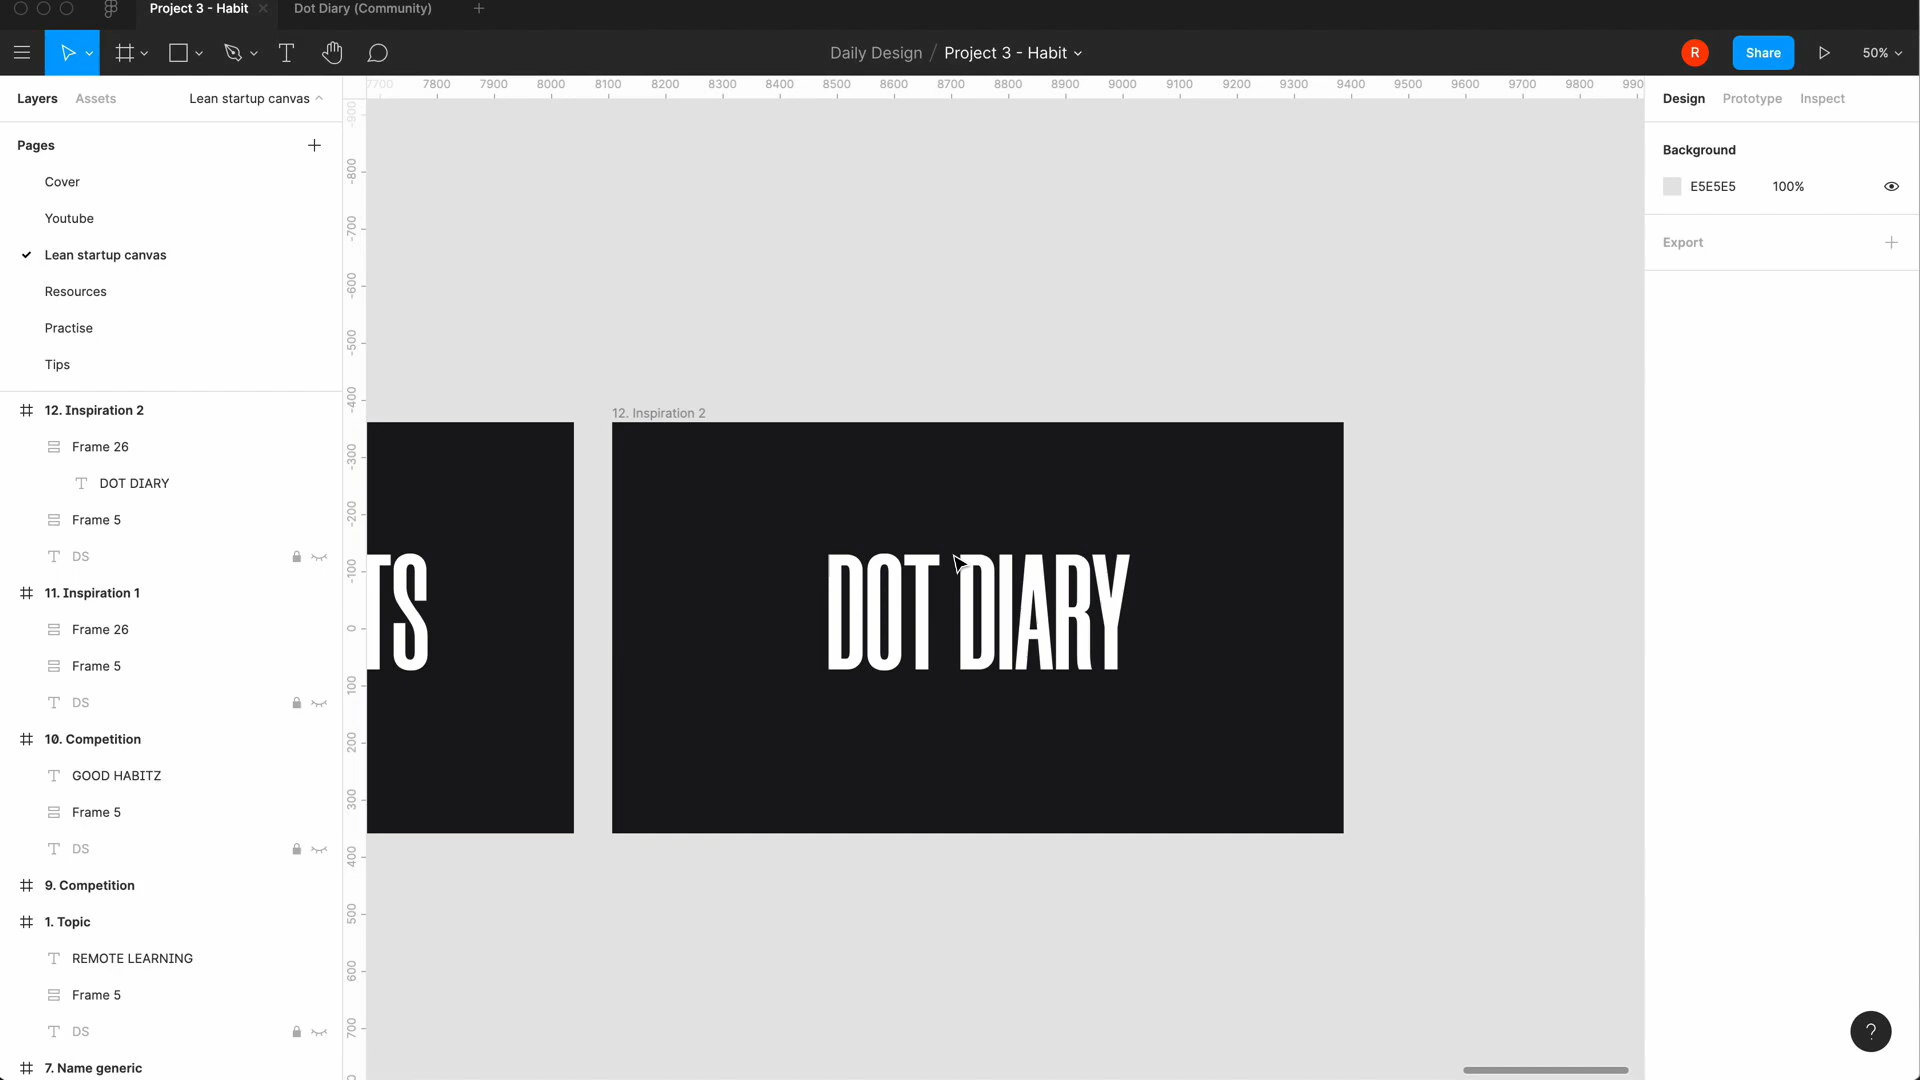 Project 3 - Habit
Dot Diary (Community)
Daily Design / Project 3 - Habit
R
Share
50%
Layers
Assets
Lean startup canvas
7700 7800 7900 8000 8100 8200 8300 8400 8500 8600 8700 8800 8900 9000 9100 9200 9300 9400 9500 9600 9700 9800 990
Design
Prototype
Inspect
Pages
Cover
Youtube
Lean startup canvas
Resources
Practise
Tips
Background
E5E5E5
100%
Export
12. Inspiration 2
Frame 26
DOT DIARY
Frame 5
DS
11. Inspiration 1
Frame 26
Frame 5
DS
10. Competition
GOOD HABITZ
Frame 5
DS
9. Competition
1. Topic
REMOTE LEARNING
Frame 5
DS
7. Name generic
-900
-800
-700
-600
-500
-400
-300
-200
-100
0
100
200
300
400
500
600
700
12. Inspiration 2
TS
DOT DIARY
?